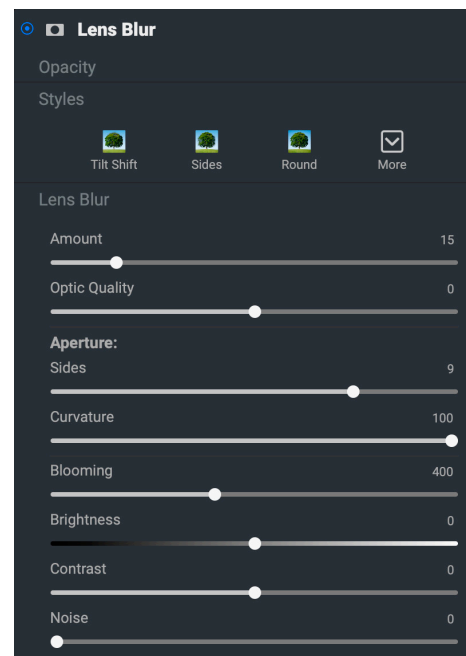 Lens Blur
Opacity
Styles
Tilt Shift Sides Round More
Lens Blur
Amount 15
Optic Quality 0
Aperture:
Sides 9
Curvature 100
Blooming 400
Brightness 0
Contrast 0
Noise 0